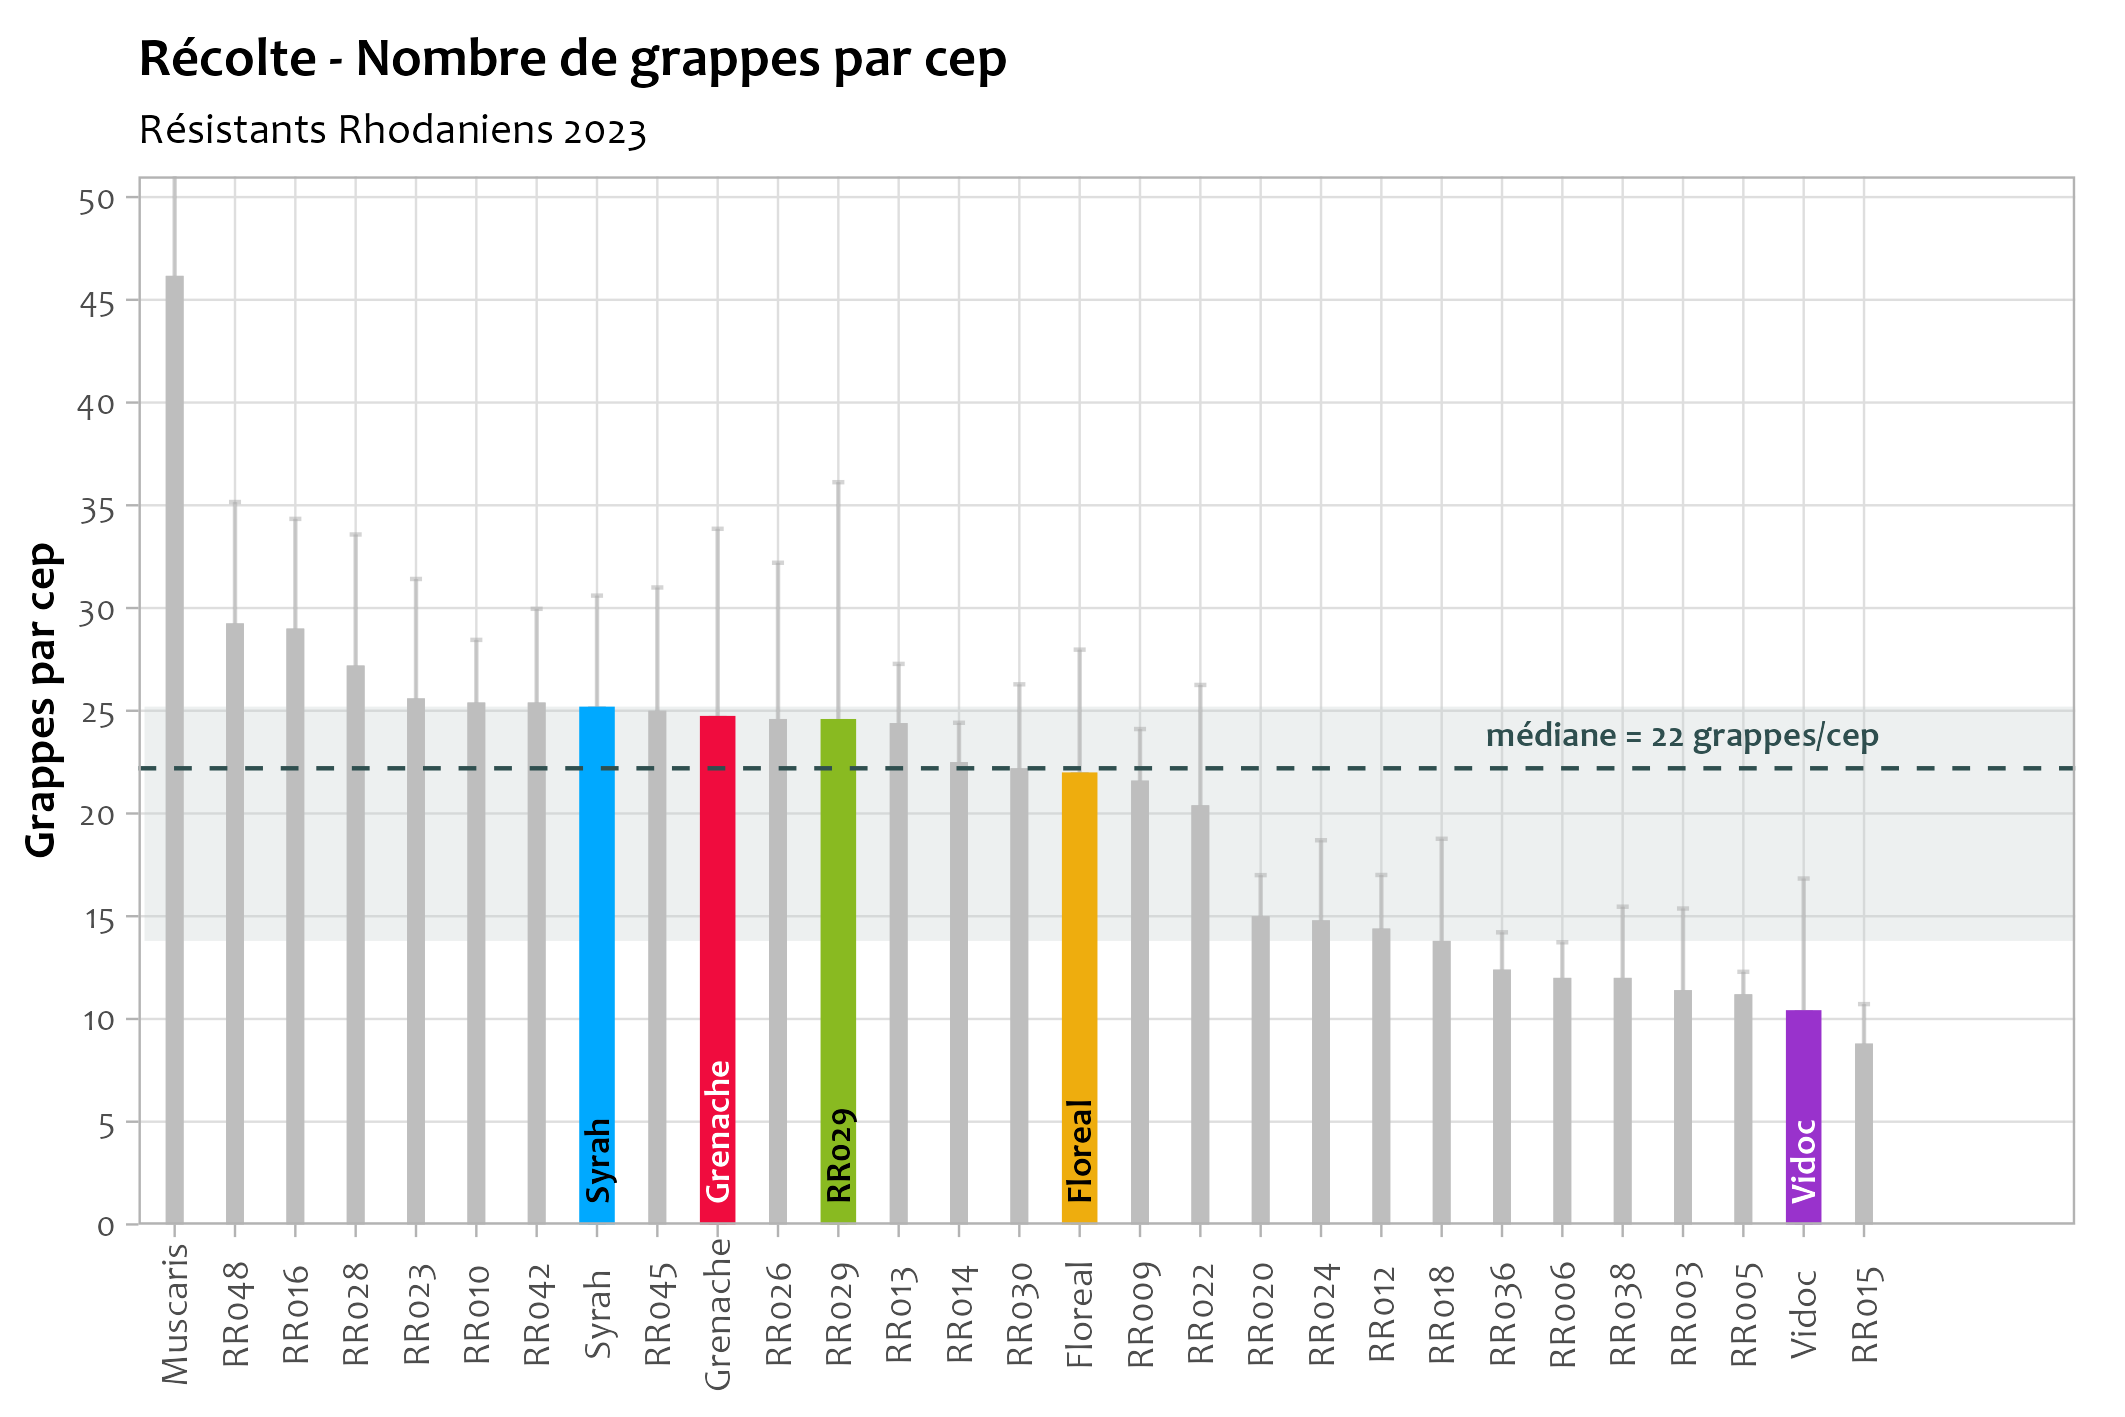 Récolte - Nombre de grappes par cep
Résistants Rhodaniens 2023
Grappes par cep
50
45
40
35
30
25
20
15
10
5
0
médiane = 22 grappes/cep
Syrah
Grenache
RR029
Floreal
Vidoc
Muscaris
RR048
RR016
RR028
RR023
RR010
RR042
Syrah
RR045
Grenache
RR026
RR029
RR013
RR014
RR030
Floreal
RR009
RR022
RR020
RR024
RR012
RR018
RR036
RR006
RR038
RR003
RR005
Vidoc
RR015